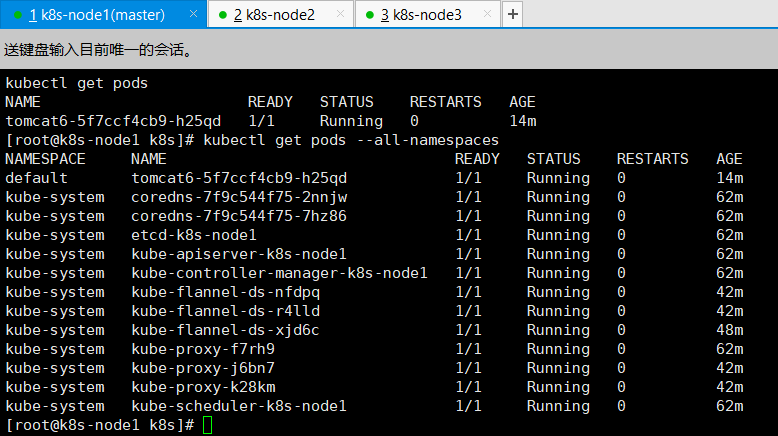 1 k8s-node1(master) × 2 k8s-node2 × 3 k8s-node3 × +
送键盘输入目前唯一的会话。
kubectl get pods
NAME READY STATUS RESTARTS AGE
tomcat6-5f7ccf4cb9-h25qd 1/1 Running 0 14m
[root@k8s-node1 k8s]# kubectl get pods --all-namespaces
NAMESPACE NAME READY STATUS RESTARTS AGE
default tomcat6-5f7ccf4cb9-h25qd 1/1 Running 0 14m
kube-system coredns-7f9c544f75-2nnjw 1/1 Running 0 62m
kube-system coredns-7f9c544f75-7hz86 1/1 Running 0 62m
kube-system etcd-k8s-node1 1/1 Running 0 62m
kube-system kube-apiserver-k8s-node1 1/1 Running 0 62m
kube-system kube-controller-manager-k8s-node1 1/1 Running 0 62m
kube-system kube-flannel-ds-nfdpq 1/1 Running 0 42m
kube-system kube-flannel-ds-r4lld 1/1 Running 0 42m
kube-system kube-flannel-ds-xjd6c 1/1 Running 0 48m
kube-system kube-proxy-f7rh9 1/1 Running 0 62m
kube-system kube-proxy-j6bn7 1/1 Running 0 42m
kube-system kube-proxy-k28km 1/1 Running 0 42m
kube-system kube-scheduler-k8s-node1 1/1 Running 0 62m
[root@k8s-node1 k8s]#